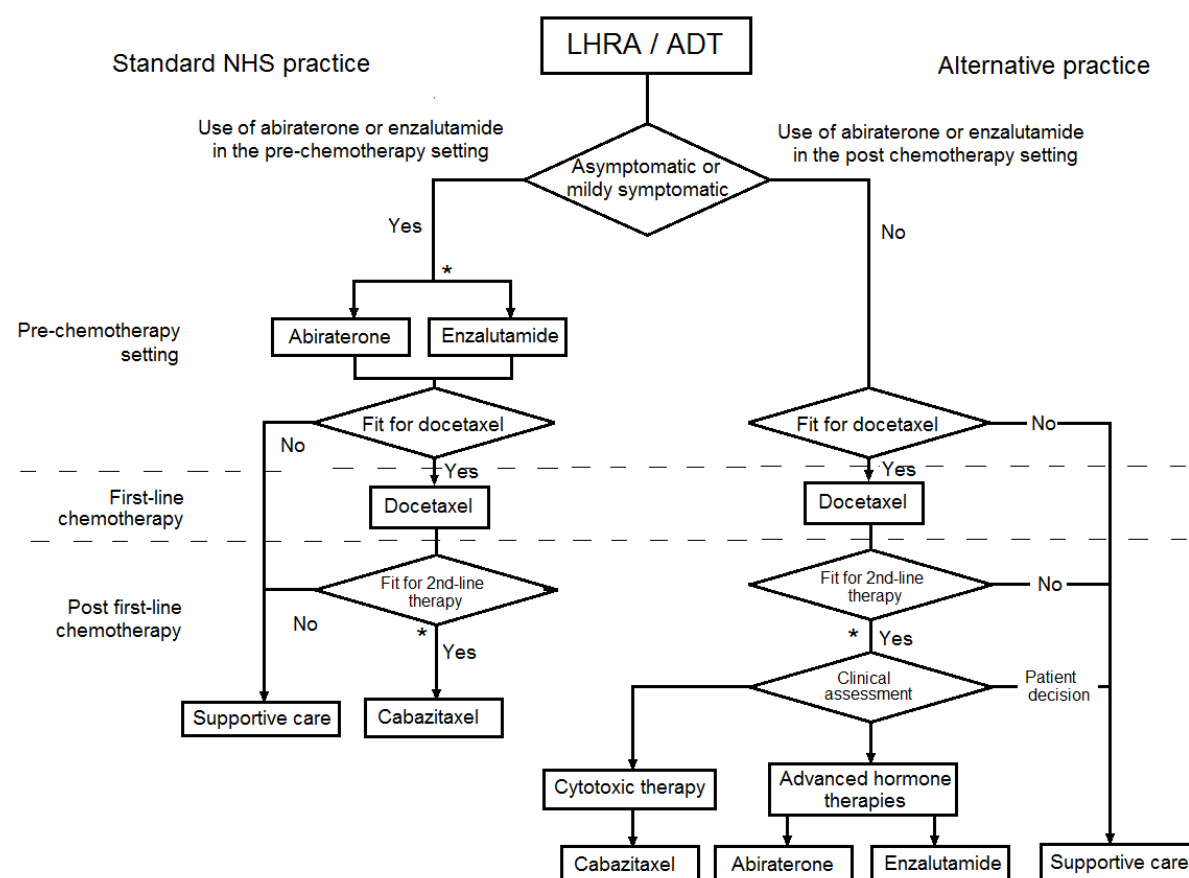 LHRA / ADT
Standard NHS practice
Alternative practice
Use of abiraterone or enzalutamide
in the pre-chemotherapy setting
Use of abiraterone or enzalutamide
in the post chemotherapy setting
Asymptomatic or
mildy symptomatic
Yes
No
*
Pre-chemotherapy
setting
Abiraterone
Enzalutamide
Fit for docetaxel
No
Yes
Fit for docetaxel
No
Yes
First-line
chemotherapy
Docetaxel
Docetaxel
Post first-line
chemotherapy
Fit for 2nd-line
therapy
No
*
Yes
Fit for 2nd-line
therapy
No
*
Yes
Clinical
assessment
Patient
decision
Supportive care
Cabazitaxel
Cytotoxic therapy
Advanced hormone
therapies
Cabazitaxel
Abiraterone
Enzalutamide
Supportive care